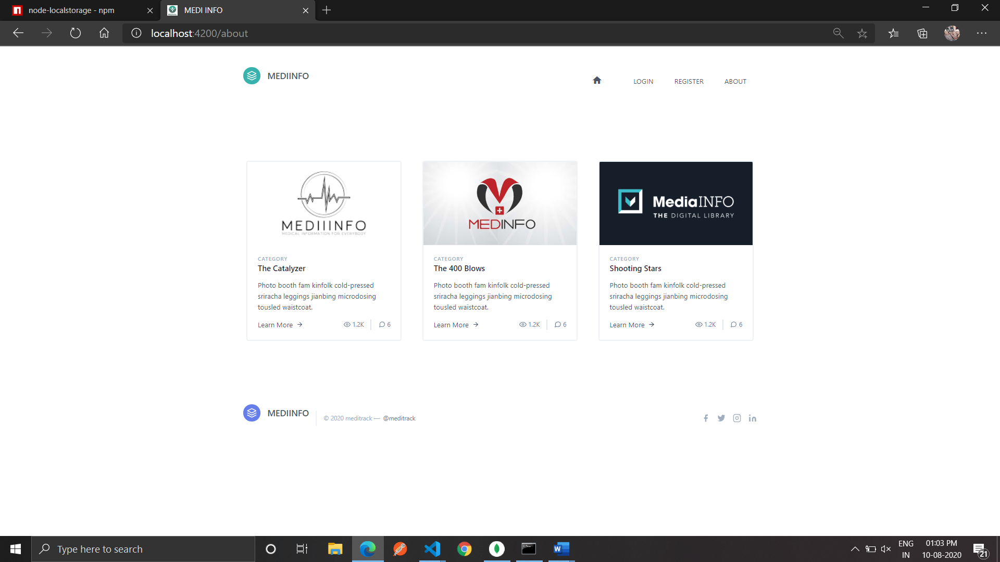 node-localstorage - npm
MEDI INFO
localhost:4200/about
MEDIINFO
LOGIN
REGISTER
ABOUT
MEDIIINFO
MEDICAL INFORMATION FOR EVERYBODY
CATEGORY
The Catalyzer
Photo booth fam kinfolk cold-pressed
sriracha leggings jianbing microdosing
tousled waistcoat.
Learn More →
1.2K
6
MEDINFO
CATEGORY
The 400 Blows
Photo booth fam kinfolk cold-pressed
sriracha leggings jianbing microdosing
tousled waistcoat.
Learn More →
1.2K
6
MediaINFO
THE DIGITAL LIBRARY
CATEGORY
Shooting Stars
Photo booth fam kinfolk cold-pressed
sriracha leggings jianbing microdosing
tousled waistcoat.
Learn More →
1.2K
6
MEDIINFO
© 2020 meditrack — @meditrack
Type here to search
ENG
IN
01:03 PM
10-08-2020
21